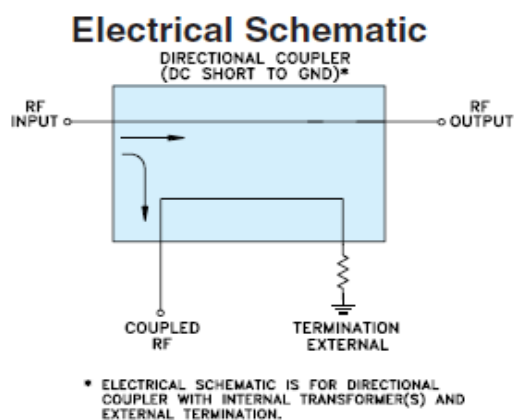 Electrical Schematic
DIRECTIONAL COUPLER
(DC SHORT TO GND)*
RF
INPUT
RF
OUTPUT
COUPLED
RF
TERMINATION
EXTERNAL
* ELECTRICAL SCHEMATIC IS FOR DIRECTIONAL
COUPLER WITH INTERNAL TRANSFORMER(S) AND
EXTERNAL TERMINATION.